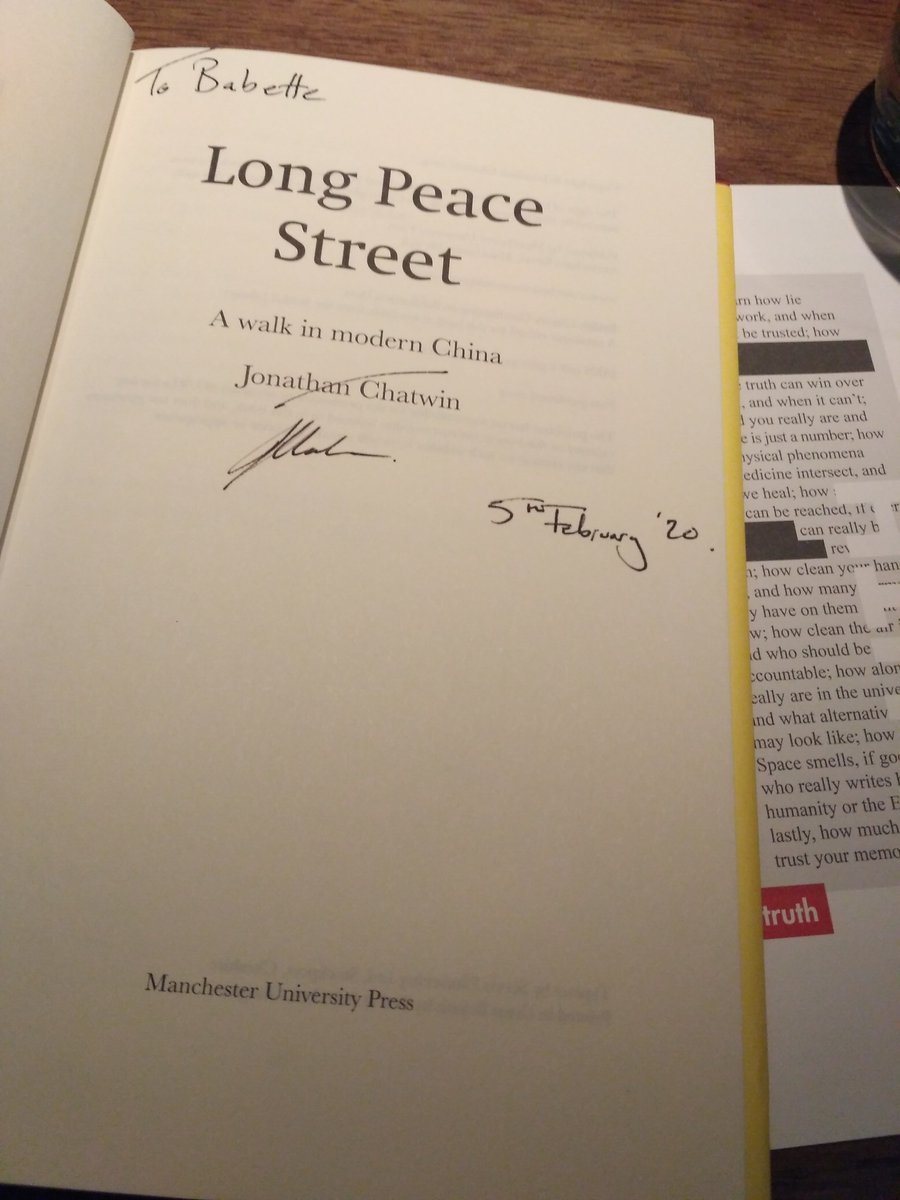 To Babette
Long Peace
Street
A walk in modern China
Jonathan Chatwin
5TH February '20.
Manchester University Press
rn how lie
work, and when
be trusted; how
truth can win over
, and when it can't;
you really are and
e is just a number; how
ysical phenomena
edicine intersect, and
we heal; how
can be reached, if
can really b
rev
; how clean your han
, and how many
y have on them
w; how clean the air
d who should be
ccountable; how alon
eally are in the unive
and what alternativ
may look like; how
Space smells, if goo
who really writes
humanity or the E
lastly, how much
trust your memo
truth